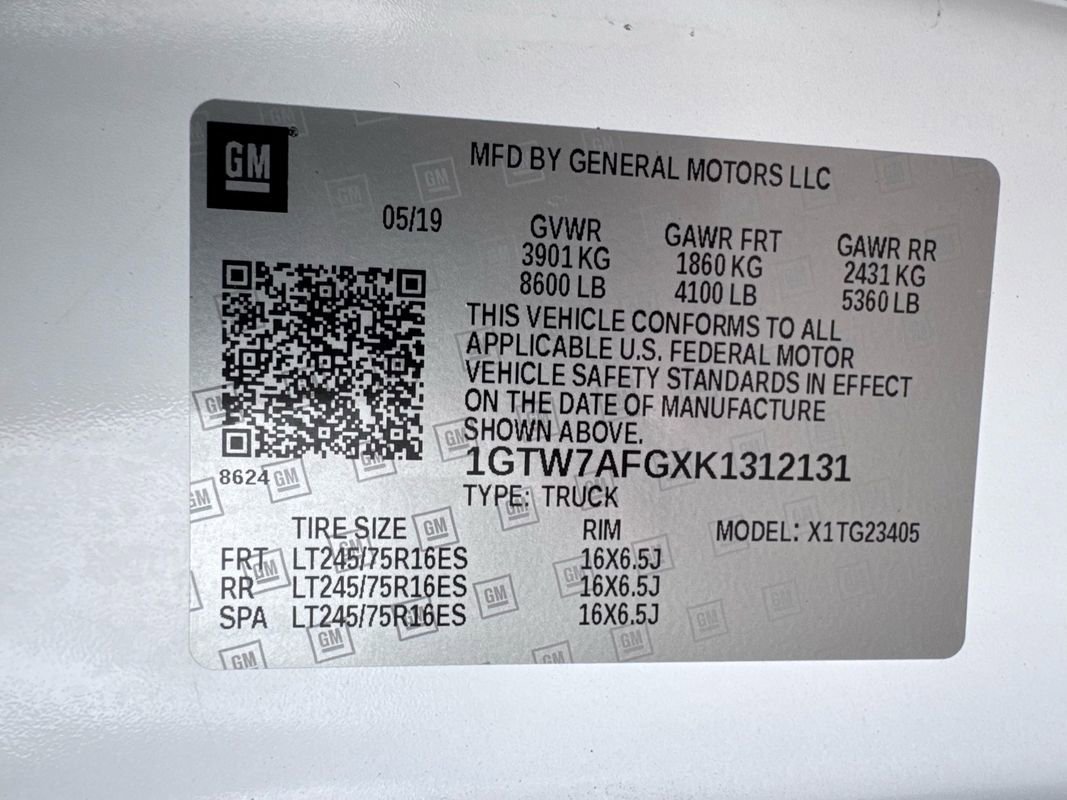 GM®
MFD BY GENERAL MOTORS LLC
05/19
GVWR GAWR FRT GAWR RR
3901 KG 1860 KG 2431 KG
8600 LB 4100 LB 5360 LB
THIS VEHICLE CONFORMS TO ALL
APPLICABLE U.S. FEDERAL MOTOR
VEHICLE SAFETY STANDARDS IN EFFECT
ON THE DATE OF MANUFACTURE
SHOWN ABOVE.
8624
1GTW7AFGXK1312131
TYPE: TRUCK
TIRE SIZE RIM MODEL: X1TG23405
FRT LT245/75R16ES 16X6.5J
RR LT245/75R16ES 16X6.5J
SPA LT245/75R16ES 16X6.5J